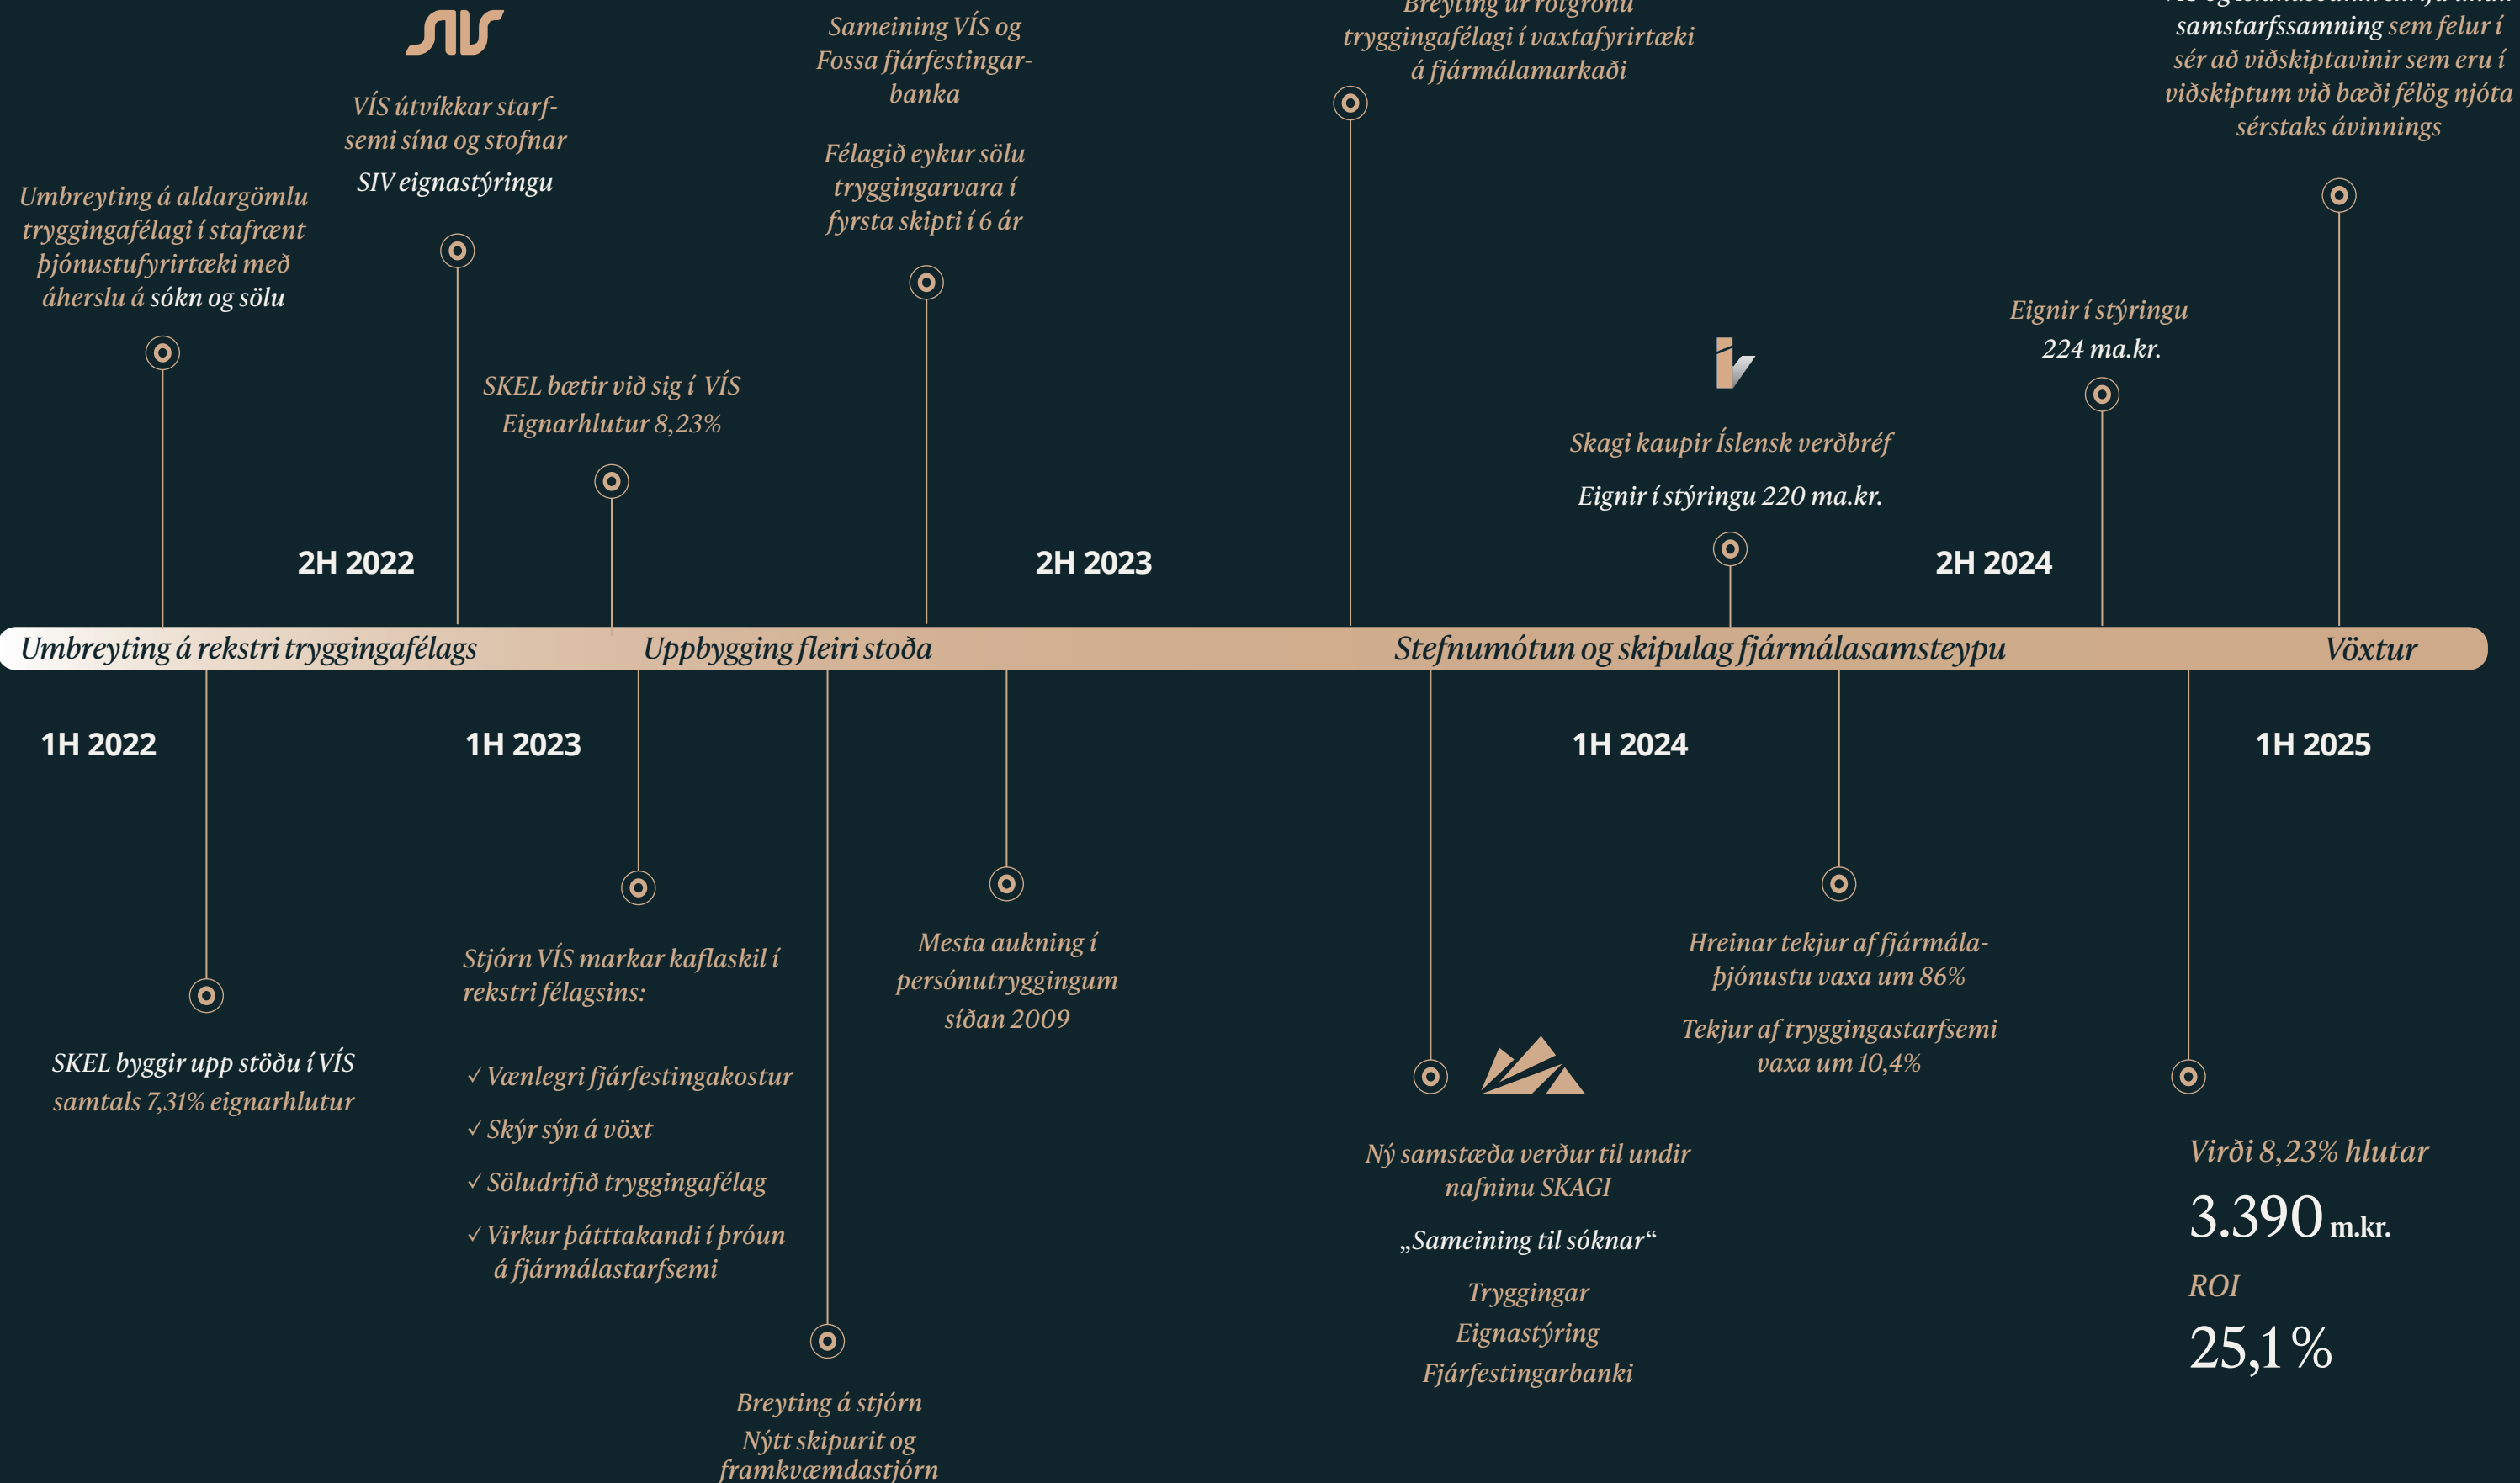 SIV
VÍS útvíkkar starf-
semi sína og stofnar
SIV eignastýringu
Sameining VÍS og
Fossa fjárfestingar-
banka
Félagið eykur sölu
tryggingarvara í
fyrsta skipti í 6 ár
Breyting úr rótgrónu
tryggingafélagi í vaxtafyrirtæki
á fjármálamarkaði
samstarfssamning sem felur í
sér að viðskiptavinir sem eru í
viðskiptum við bæði félög njóta
sérstaks ávinnings
Umbreyting á aldargömlu
tryggingafélagi í stafrænt
þjónustufyrirtæki með
áherslu á sókn og sölu
SKEL bætir við sig í VÍS
Eignarhlutur 8,23%
Eignir í stýringu
224 ma.kr.
Skagi kaupir Íslensk verðbréf
Eignir í stýringu 220 ma.kr.
2H 2022
2H 2023
2H 2024
Umbreyting á rekstri tryggingafélags
Uppbygging fleiri stoða
Stefnumótun og skipulag fjármálasamsteypu
Vöxtur
1H 2022
1H 2023
1H 2024
1H 2025
SKEL byggir upp stöðu í VÍS
samtals 7,31% eignarhlutur
Stjórn VÍS markar kaflaskil í
rekstri félagsins:
✓ Vænlegri fjárfestingakostur
✓ Skýr sýn á vöxt
✓ Söludrifið tryggingafélag
✓ Virkur þátttakandi í þróun
á fjármálastarfsemi
Breyting á stjórn
Nýtt skipurit og
framkvæmdastjórn
Mesta aukning í
persónutryggingum
síðan 2009
Ný samstæða verður til undir
nafninu SKAGI
„Sameining til sóknar“
Tryggingar
Eignastýring
Fjárfestingarbanki
Hreinar tekjur af fjármála-
þjónustu vaxa um 86%
Tekjur af tryggingastarfsemi
vaxa um 10,4%
Virði 8,23% hlutar
3.390 m.kr.
ROI
25,1%